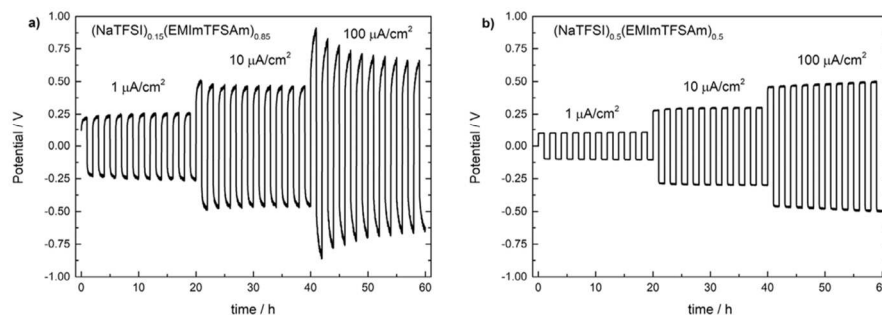 a)
(NaTFSI)0.15(EMImTFSAm)0.85
1 μA/cm2
10 μA/cm2
100 μA/cm2
Potential / V
1.00
0.75
0.50
0.25
0.00
-0.25
-0.50
-0.75
-1.00
0 10 20 30 40 50 60
time / h
b)
(NaTFSI)0.5(EMImTFSAm)0.5
1 μA/cm2
10 μA/cm2
100 μA/cm2
Potential / V
1.00
0.75
0.50
0.25
0.00
-0.25
-0.50
-0.75
-1.00
0 10 20 30 40 50
time / h